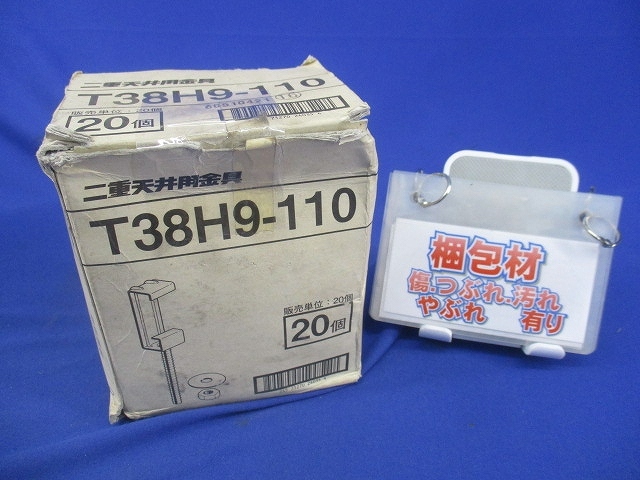 二重天井用金具
T38H9-110
販売単位:20個
20個
二重天井用金具
T38H9-110
販売単位:20個
20個
梱包材
傷・つぶれ・汚れ
やぶれ 有り